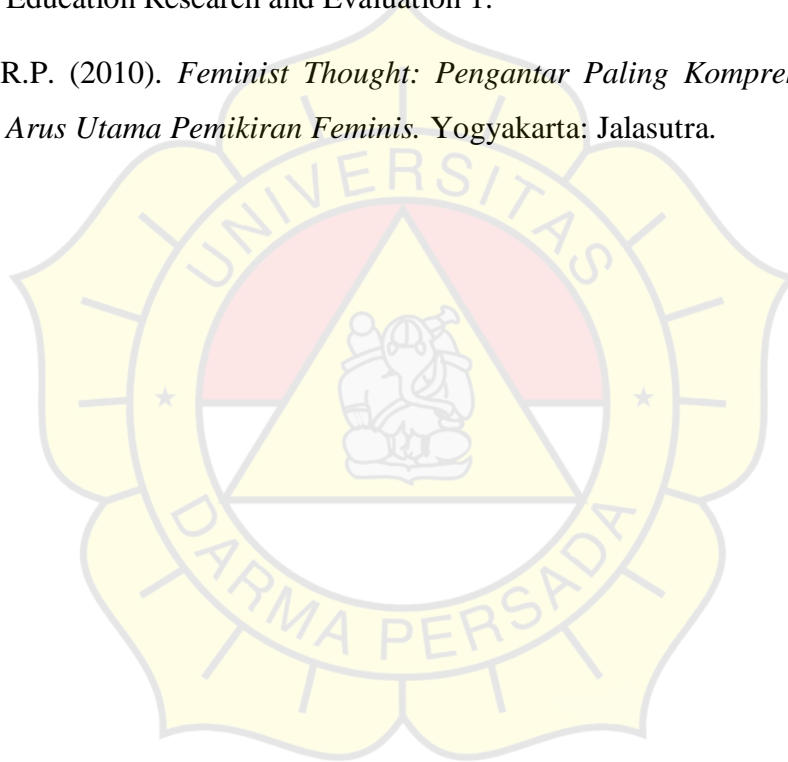 Education Research and Evaluation 1.
R.P. (2010). Feminist Thought: Pengantar Paling
Arus Utama Pemikiran Feminis. Yogyakarta: Jalasutra.
UNIVERSITAS
DARMA PERSADA